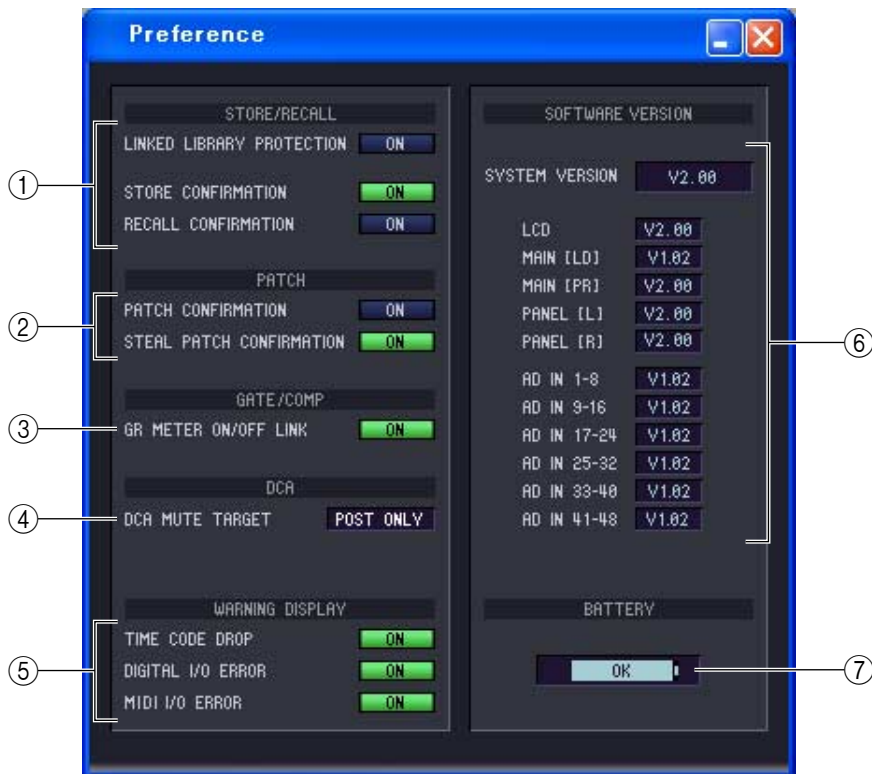 Preference
STORE/RECALL
LINKED LIBRARY PROTECTION ON
STORE CONFIRMATION ON
RECALL CONFIRMATION ON
PATCH
PATCH CONFIRMATION ON
STEAL PATCH CONFIRMATION ON
GATE/COMP
GR METER ON/OFF LINK ON
DCA
DCA MUTE TARGET POST ONLY
WARNING DISPLAY
TIME CODE DROP ON
DIGITAL I/O ERROR ON
MIDI I/O ERROR ON
SOFTWARE VERSION
SYSTEM VERSION V2.00
LCD V2.00
MAIN [LD] V1.02
MAIN [PR] V2.00
PANEL [L] V2.00
PANEL [R] V2.00
AD IN 1-8 V1.02
AD IN 9-16 V1.02
AD IN 17-24 V1.02
AD IN 25-32 V1.02
AD IN 33-40 V1.02
AD IN 41-48 V1.02
BATTERY
OK
①
②
③
④
⑤
⑥
⑦